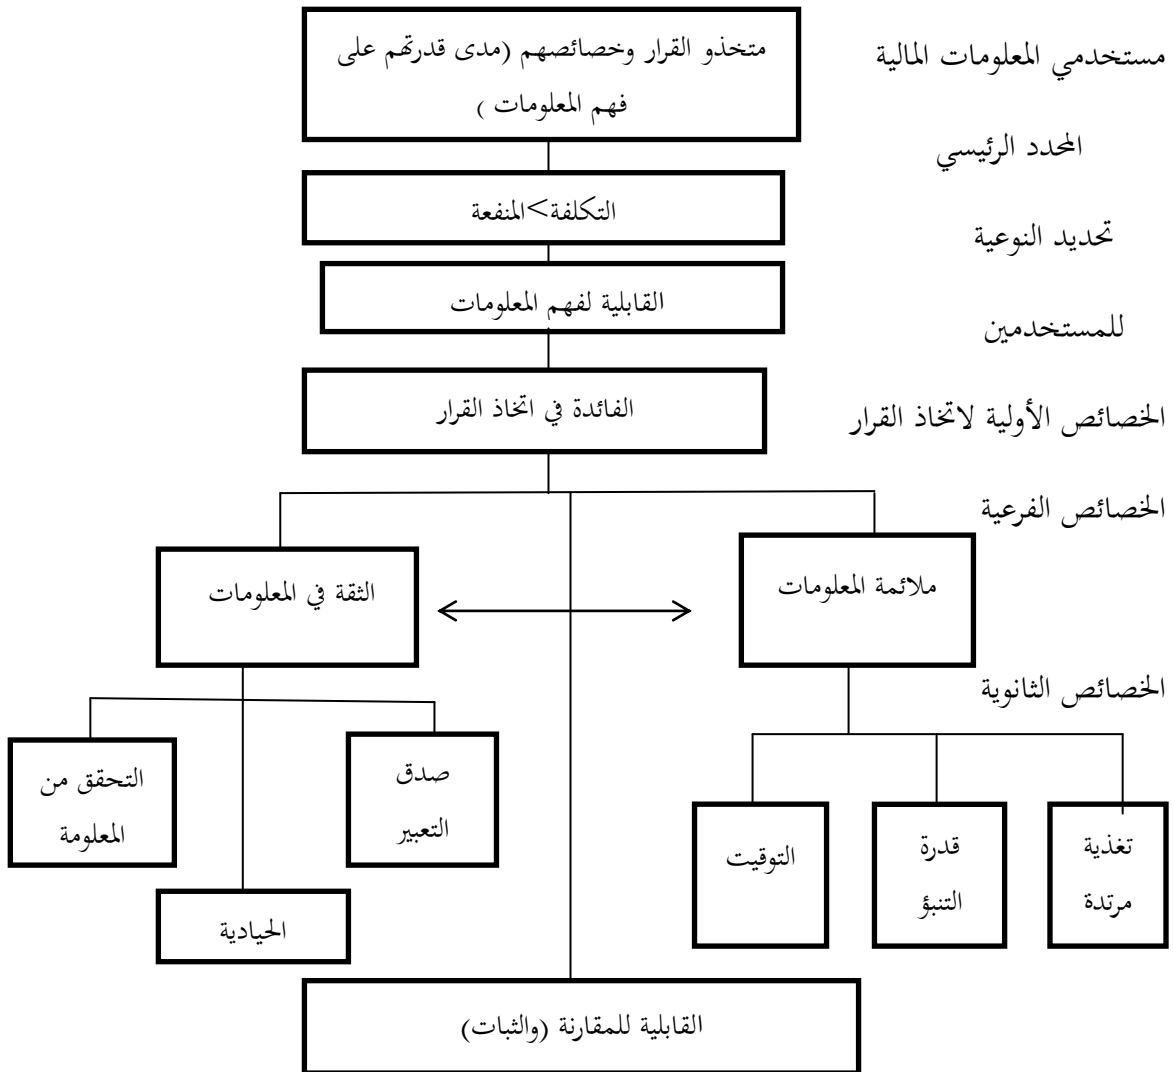 مستخدمي المعلومات المالية
متخذو القرار وخصائصهم (مدى قدرتهم على
فهم المعلومات )
المحدد الرئيسي
التكلفة>المنفعة
تحديد النوعية
القابلية لفهم المعلومات
للمستخدمين
الفائدة في اتخاذ القرار
الخصائص الأولية لاتخاذ القرار
الخصائص الفرعية
ملائمة المعلومات
الثقة في المعلومات
الخصائص الثانوية
تغذية
مرتدة
قدرة
التنبؤ
التوقيت
صدق
التعبير
التحقق من
المعلومة
الحيادية
القابلية للمقارنة (والثبات)